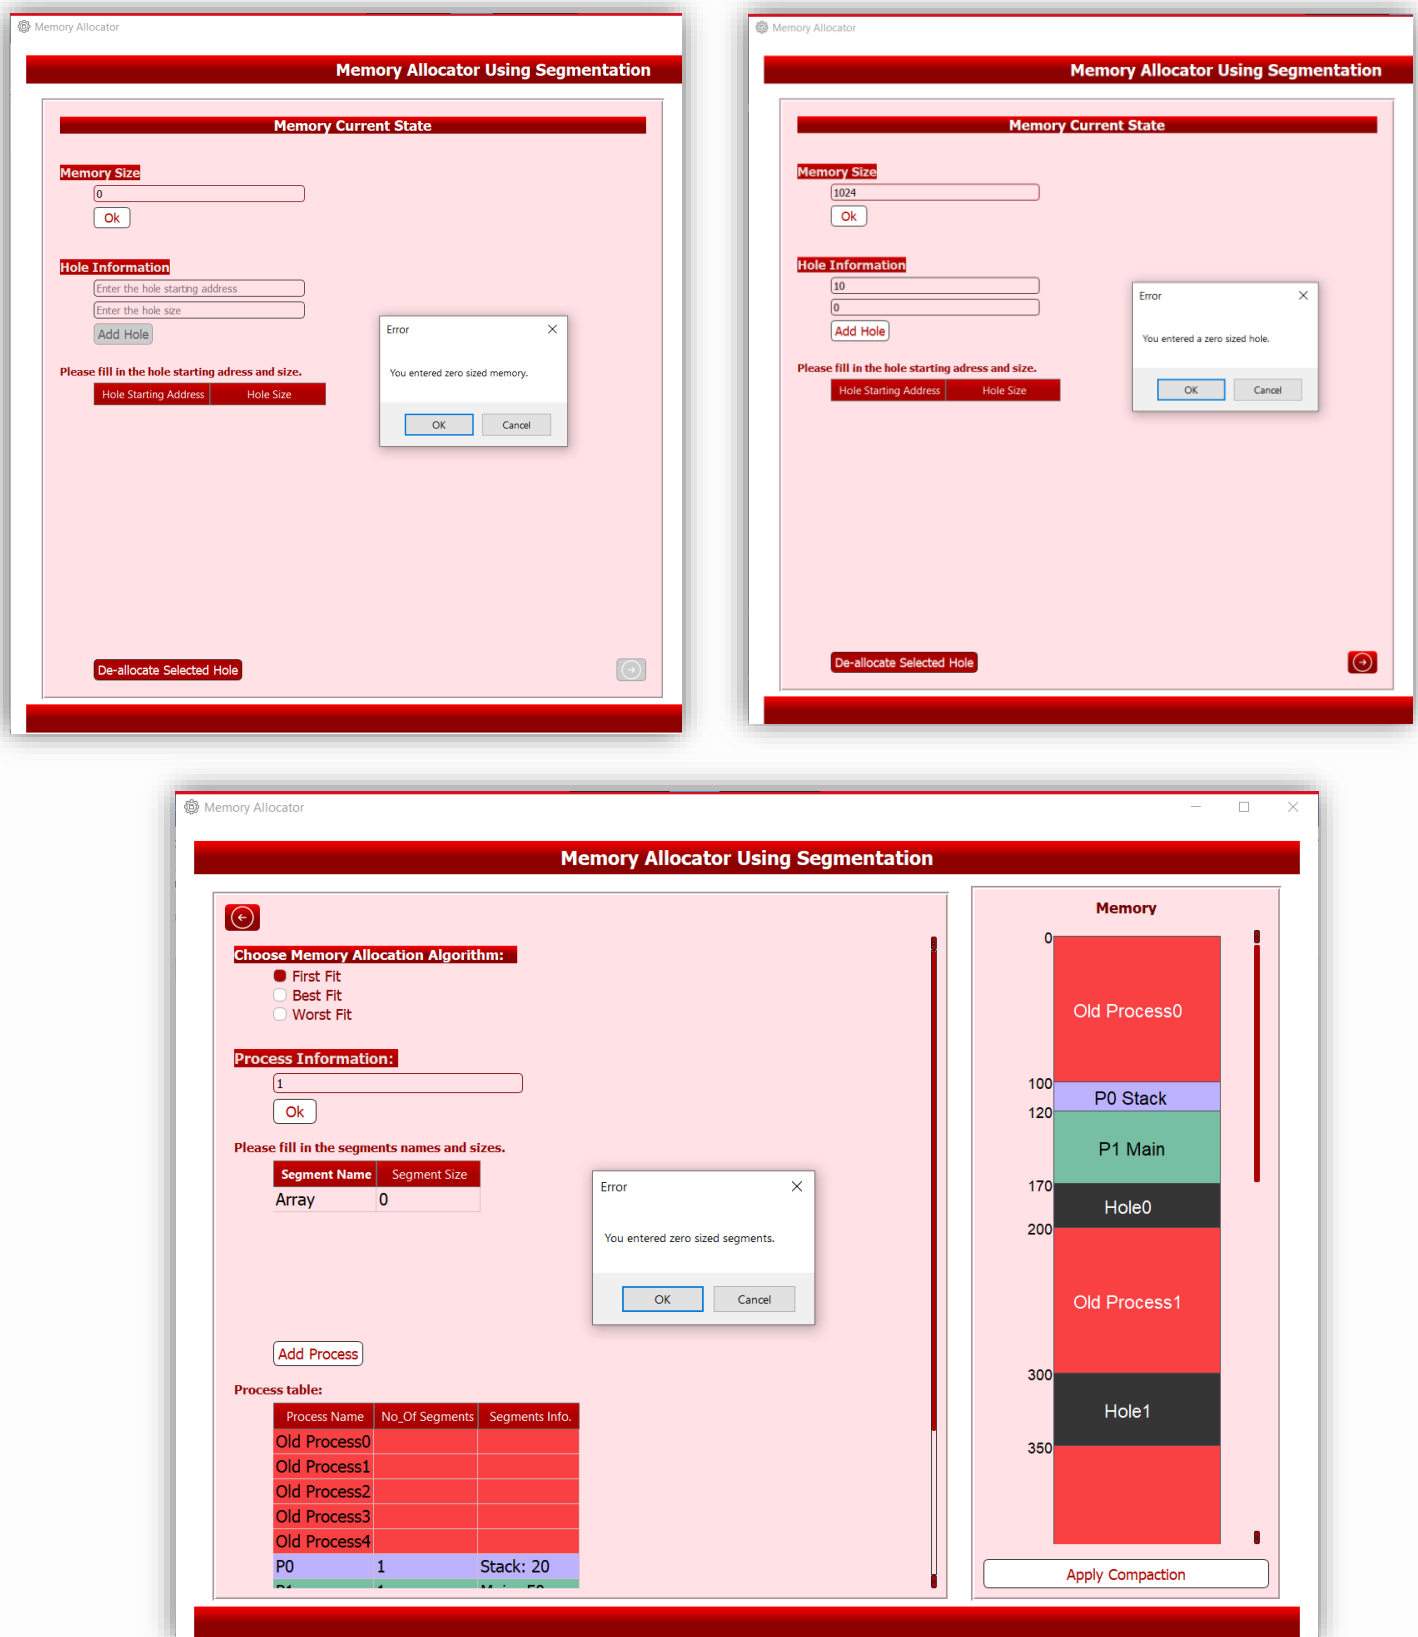 Memory Allocator
Memory Allocator Using Segmentation
Memory Current State
Memory Size
0
Ok
Hole Information
Enter the hole starting address
Enter the hole size
Add Hole
Please fill in the hole starting adress and size.
Hole Starting Address Hole Size
Error
You entered zero sized memory.
OK Cancel
De-allocate Selected Hole
Memory Allocator
Memory Allocator Using Segmentation
Memory Current State
Memory Size
1024
Ok
Hole Information
10
0
Add Hole
Please fill in the hole starting adress and size.
Hole Starting Address Hole Size
Error
You entered a zero sized hole.
OK Cancel
De-allocate Selected Hole
Memory Allocator
Memory Allocator Using Segmentation
Choose Memory Allocation Algorithm:
First Fit
Best Fit
Worst Fit
Process Information:
1
Ok
Please fill in the segments names and sizes.
Segment Name Segment Size
Array 0
Error
You entered zero sized segments.
OK Cancel
Add Process
Process table:
Process Name No_Of Segments Segments Info.
Old Process0
Old Process1
Old Process2
Old Process3
Old Process4
P0 1 Stack: 20
Memory
0
Old Process0
100
P0 Stack
120
P1 Main
170
Hole0
200
Old Process1
300
Hole1
350
Apply Compaction